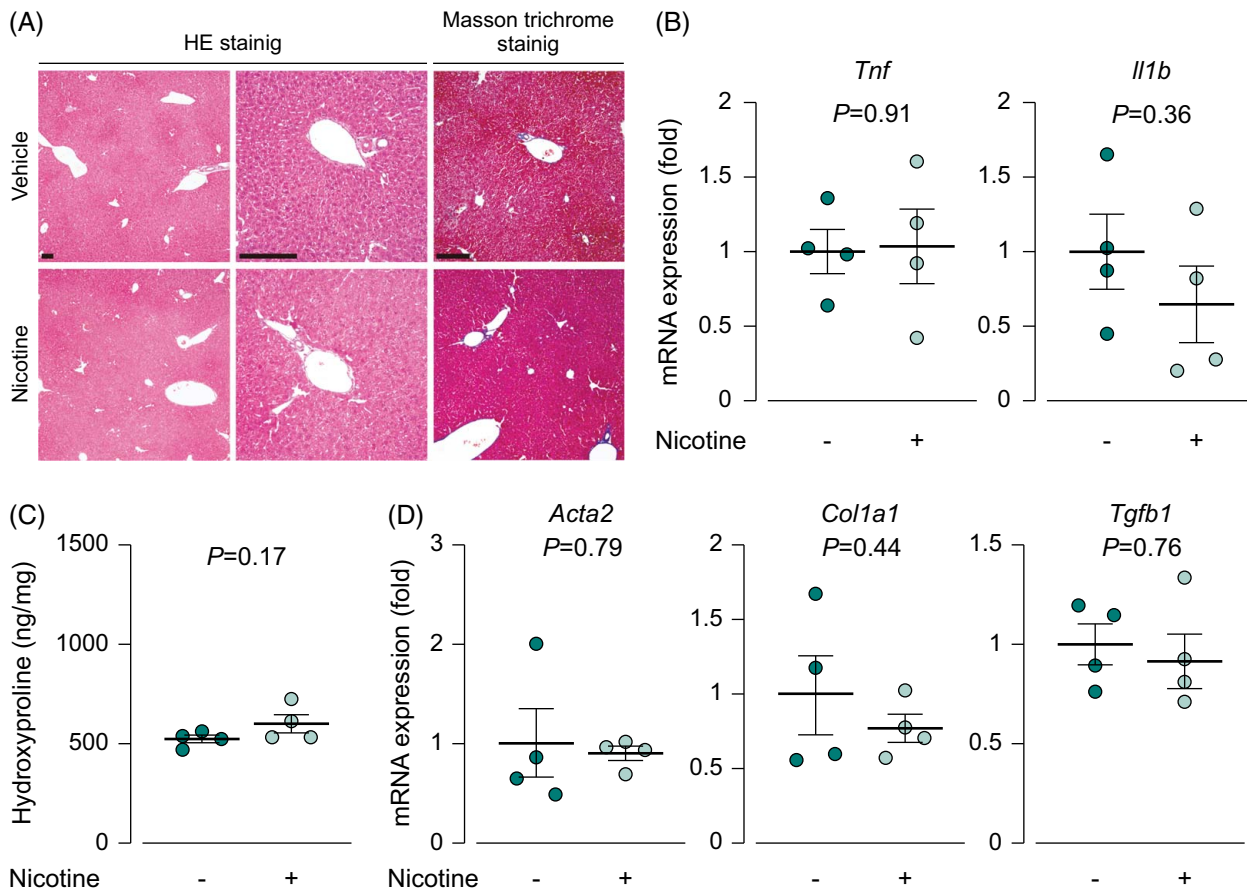 (A)
HE stainig
Masson trichrome
stainig
Vehicle
Nicotine
(B)
Tnf
P=0.91
Il1b
P=0.36
mRNA expression (fold)
2
1.5
1
0.5
0
2
1.5
1
0.5
0
Nicotine - + - +
(C)
P=0.17
Hydroxyproline (ng/mg)
1500
1000
500
0
Nicotine - +
(D)
Acta2
P=0.79
Col1a1
P=0.44
Tgfb1
P=0.76
mRNA expression (fold)
3
2
1
0
2
1.5
1
0.5
0
1.5
1
0.5
0
Nicotine - + - + - +